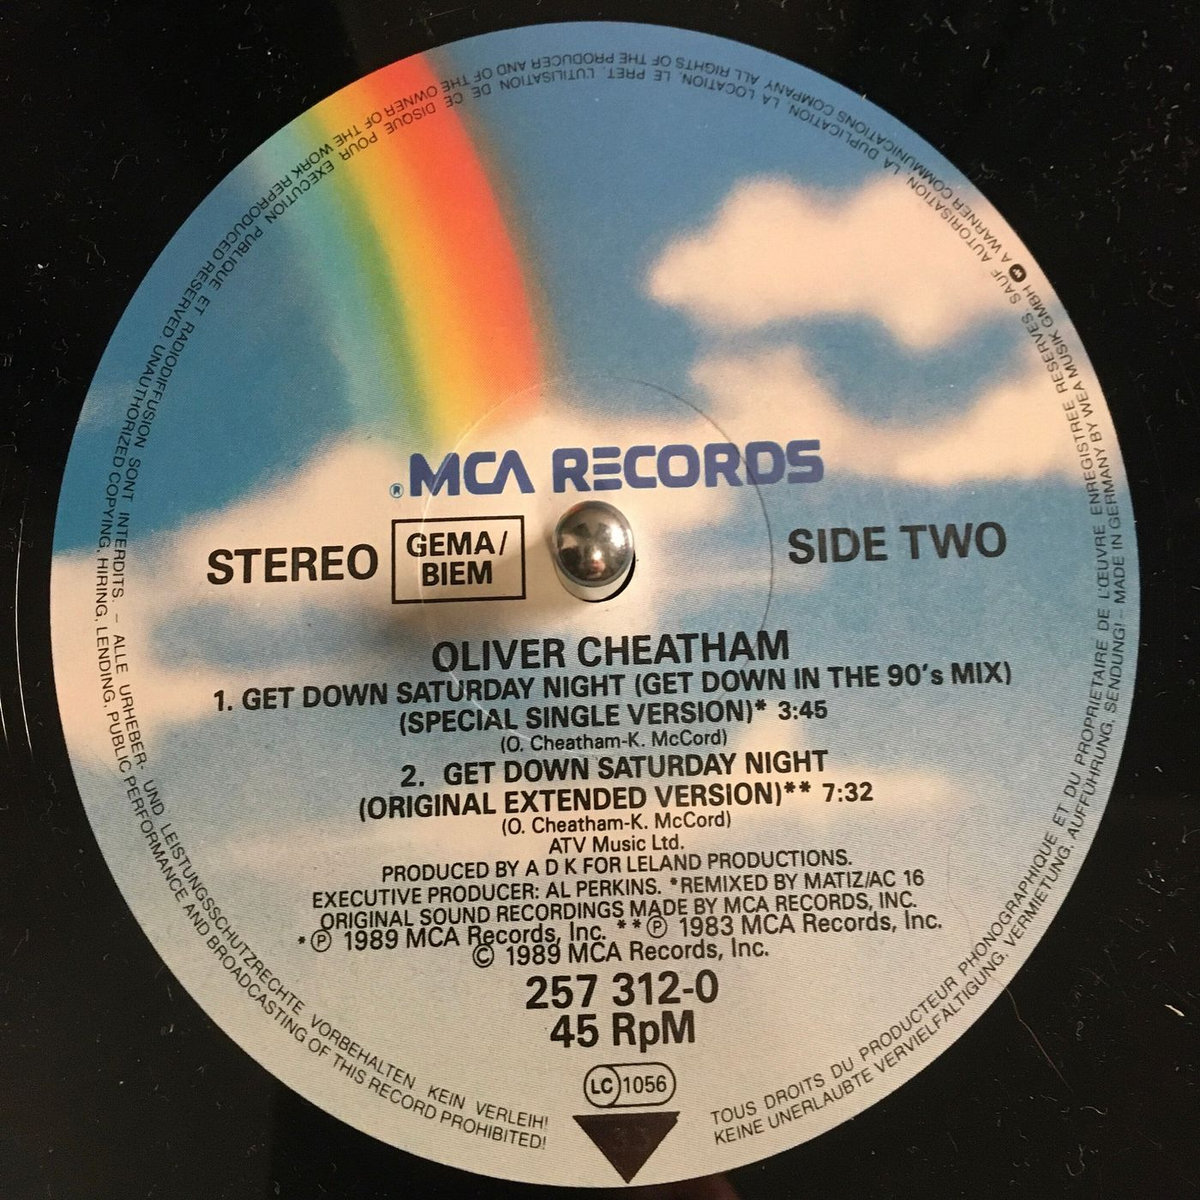 ® MCA RECORDS
STEREO
GEMA/
BIEM
SIDE TWO
OLIVER CHEATHAM
1. GET DOWN SATURDAY NIGHT (GET DOWN IN THE 90's MIX)
(SPECIAL SINGLE VERSION)* 3:45
(O. Cheatham-K. McCord)
2. GET DOWN SATURDAY NIGHT
(ORIGINAL EXTENDED VERSION)** 7:32
(O. Cheatham-K. McCord)
ATV Music Ltd.
PRODUCED BY A D K FOR LELAND PRODUCTIONS.
EXECUTIVE PRODUCER: AL PERKINS. *REMIXED BY MATIZ/AC 16
ORIGINAL SOUND RECORDINGS MADE BY MCA RECORDS, INC.
*℗ 1989 MCA Records, Inc. **℗ 1983 MCA Records, Inc.
© 1989 MCA Records, Inc.
257 312-0
45 RpM
LC 1056
TOUS DROITS DU PRODUCTEUR PHONOGRAPHIQUE ET DU PROPRIETAIRE DE L'ŒUVRE ENREGISTREE RESERVES. SAUF AUTORISATION, LA DUPLICATION, LA LOCATION, LE PRET, L'UTILISATION DE CE DISQUE POUR EXECUTION PUBLIQUE ET RADIODIFFUSION SONT INTERDITS. – ALLE URHEBER- UND LEISTUNGSSCHUTZRECHTE VORBEHALTEN. KEIN VERLEIH!
KEINE UNERLAUBTE VERVIELFÄLTIGUNG, VERMIETUNG, AUFFÜHRUNG, SENDUNG! – MADE IN GERMANY BY WEA MUSIK GMBH A WARNER COMMUNICATIONS COMPANY. ALL RIGHTS OF THE PRODUCER AND OF THE OWNER OF THE WORK REPRODUCED RESERVED. UNAUTHORIZED COPYING, HIRING, LENDING, PUBLIC PERFORMANCE AND BROADCASTING OF THIS RECORD PROHIBITED!